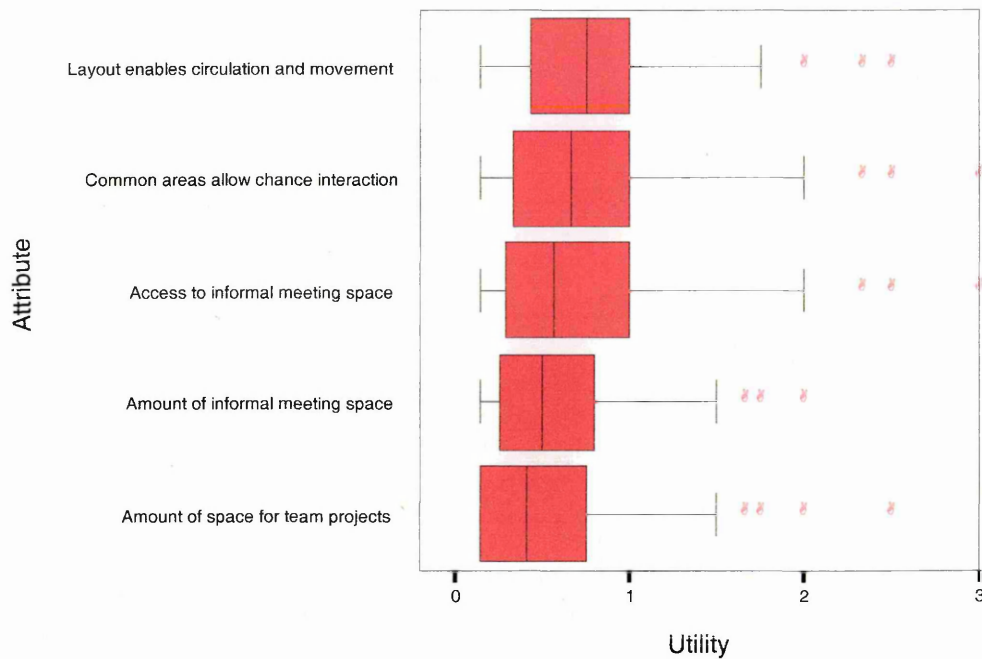 Layout enables circulation and movement
Common areas allow chance interaction
Access to informal meeting space
Amount of informal meeting space
Amount of space for team projects
Attribute
0 1 2 3
Utility